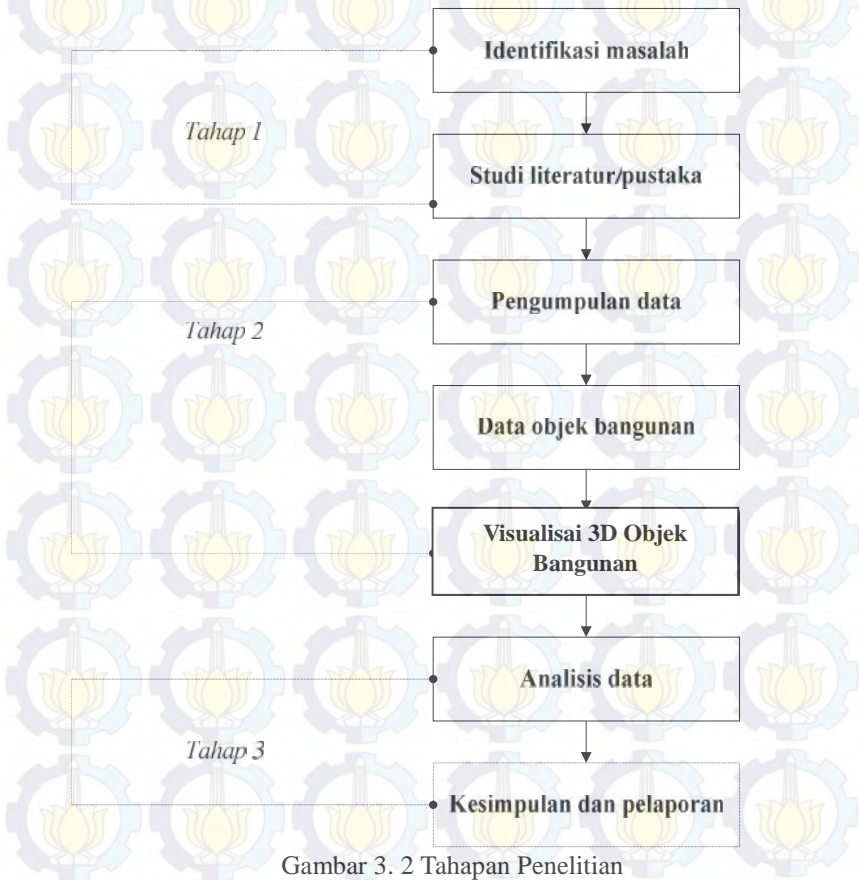 Identifikasi masalah
Tahap 1
Studi literatur/pustaka
Pengumpulan data
Tahap 2
Data objek bangunan
Visualisai 3D Objek
Bangunan
Analisis data
Tahap 3
Kesimpulan dan pelaporan
Gambar 3. 2 Tahapan Penelitian